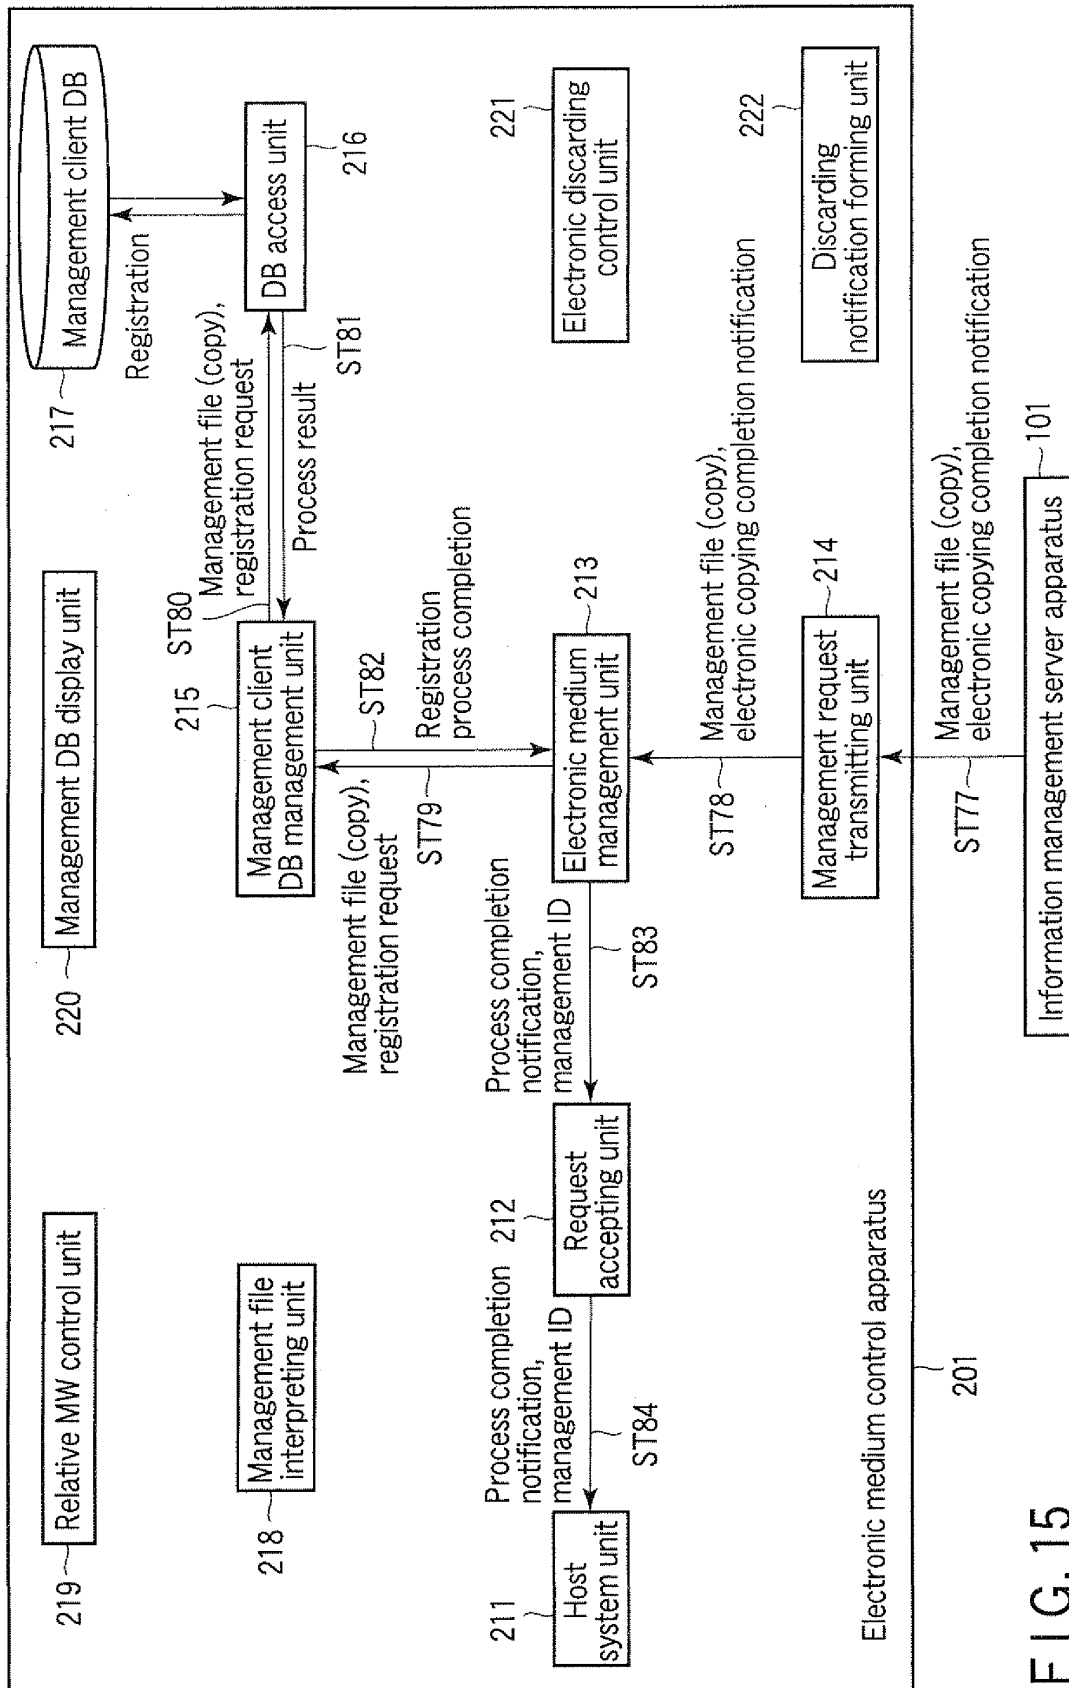 219
Relative MW control unit
220
Management DB display unit
217
Management client DB
Registration
218
Management file
interpreting unit
215
Management client
DB management unit
ST80
Management file (copy),
registration request
Process result
ST81
DB access unit
216
Management file (copy),
registration request
ST79
ST82
Registration
process completion
211
Host
system unit
Process completion
notification,
management ID
ST84
212
Request
accepting unit
Process completion
notification,
management ID
ST83
Electronic medium
management unit
213
221
Electronic discarding
control unit
ST78
Management file (copy),
electronic copying completion notification
Management request
transmitting unit
214
222
Discarding
notification forming unit
Electronic medium control apparatus
201
ST77
Management file (copy),
electronic copying completion notification
Information management server apparatus
101
FIG. 15